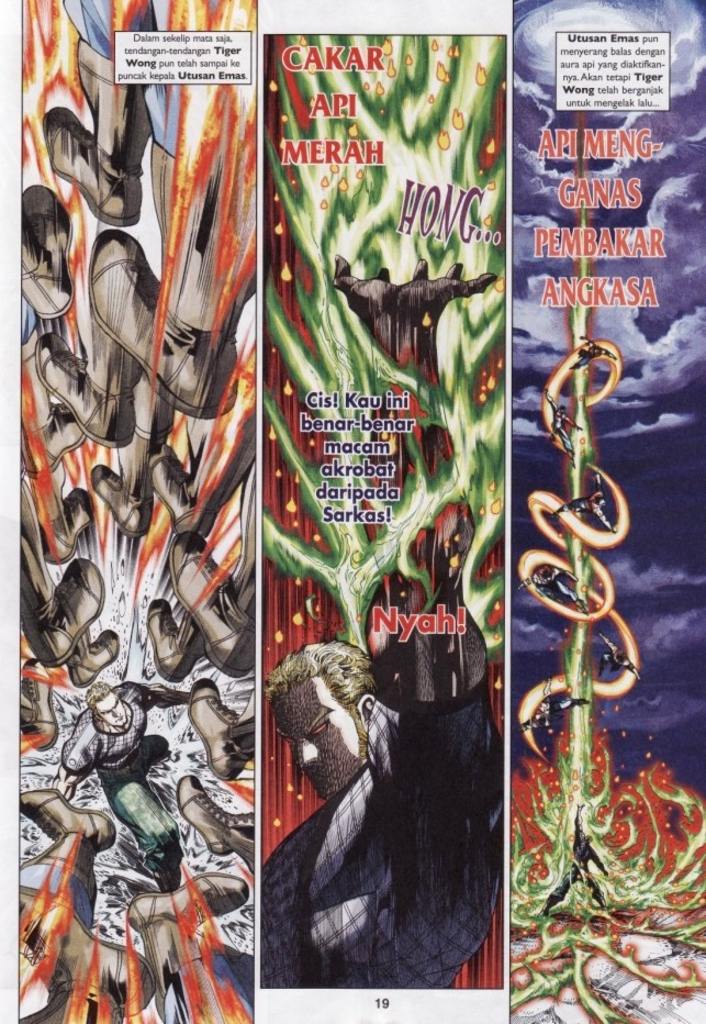 Dalam sekelip mata saja,
tendangan-tendangan Tiger
Wong pun telah sampai ke
puncak kepala Utusan Emas.
CAKAR
API
MERAH
HONG...
Cis! Kau ini
benar-benar
macam
akrobat
daripada
Sarkas!
Nyah!
Utusan Emas pun
menyerang balas dengan
aura api yang diaktifkan-
nya. Akan tetapi Tiger
Wong telah berganjak
untuk mengelak lalu...
API MENG-
GANAS
PEMBAKAR
ANGKASA
19